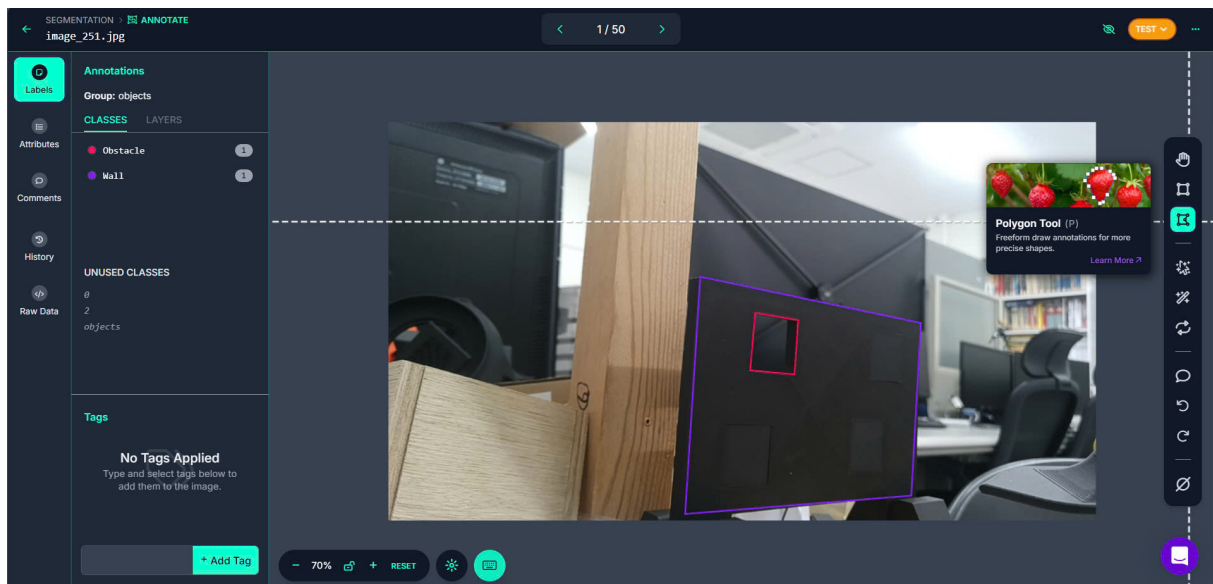 SEGMENTATION > ANNOTATE
image_251.jpg
1 / 50
TEST
Labels
Attributes
Comments
History
Raw Data
Annotations
Group: objects
CLASSES LAYERS
Obstacle 1
Wall 1
UNUSED CLASSES
0
2
objects
Tags
No Tags Applied
Type and select tags below to
add them to the image.
+ Add Tag
Polygon Tool (P)
Freeform draw annotations for more
precise shapes.
Learn More
− 70% + RESET